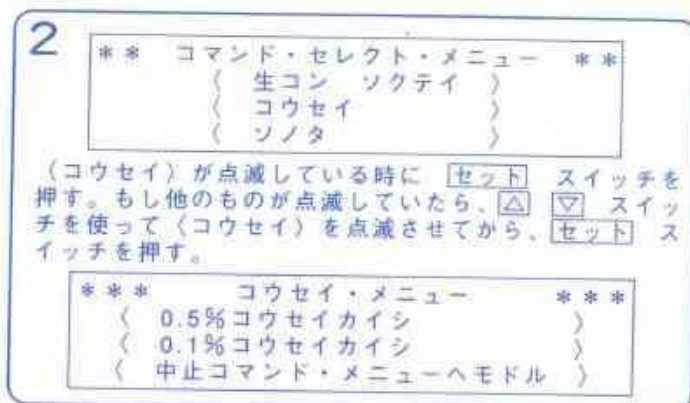 2
** コマンド・セレクト・メニュー **
〈 生コン ソクテイ 〉
〈 コウセイ 〉
〈 ソノタ 〉
〈コウセイ〉が点滅している時に セット スイッチを
押す。もし他のものが点滅していたら、△ ▽ スイッ
チを使って〈コウセイ〉を点滅させてから、セット ス
イッチを押す。
*** コウセイ・メニュー ***
〈 0.5%コウセイカイシ 〉
〈 0.1%コウセイカイシ 〉
〈 中止コマンド・メニューヘモドル 〉